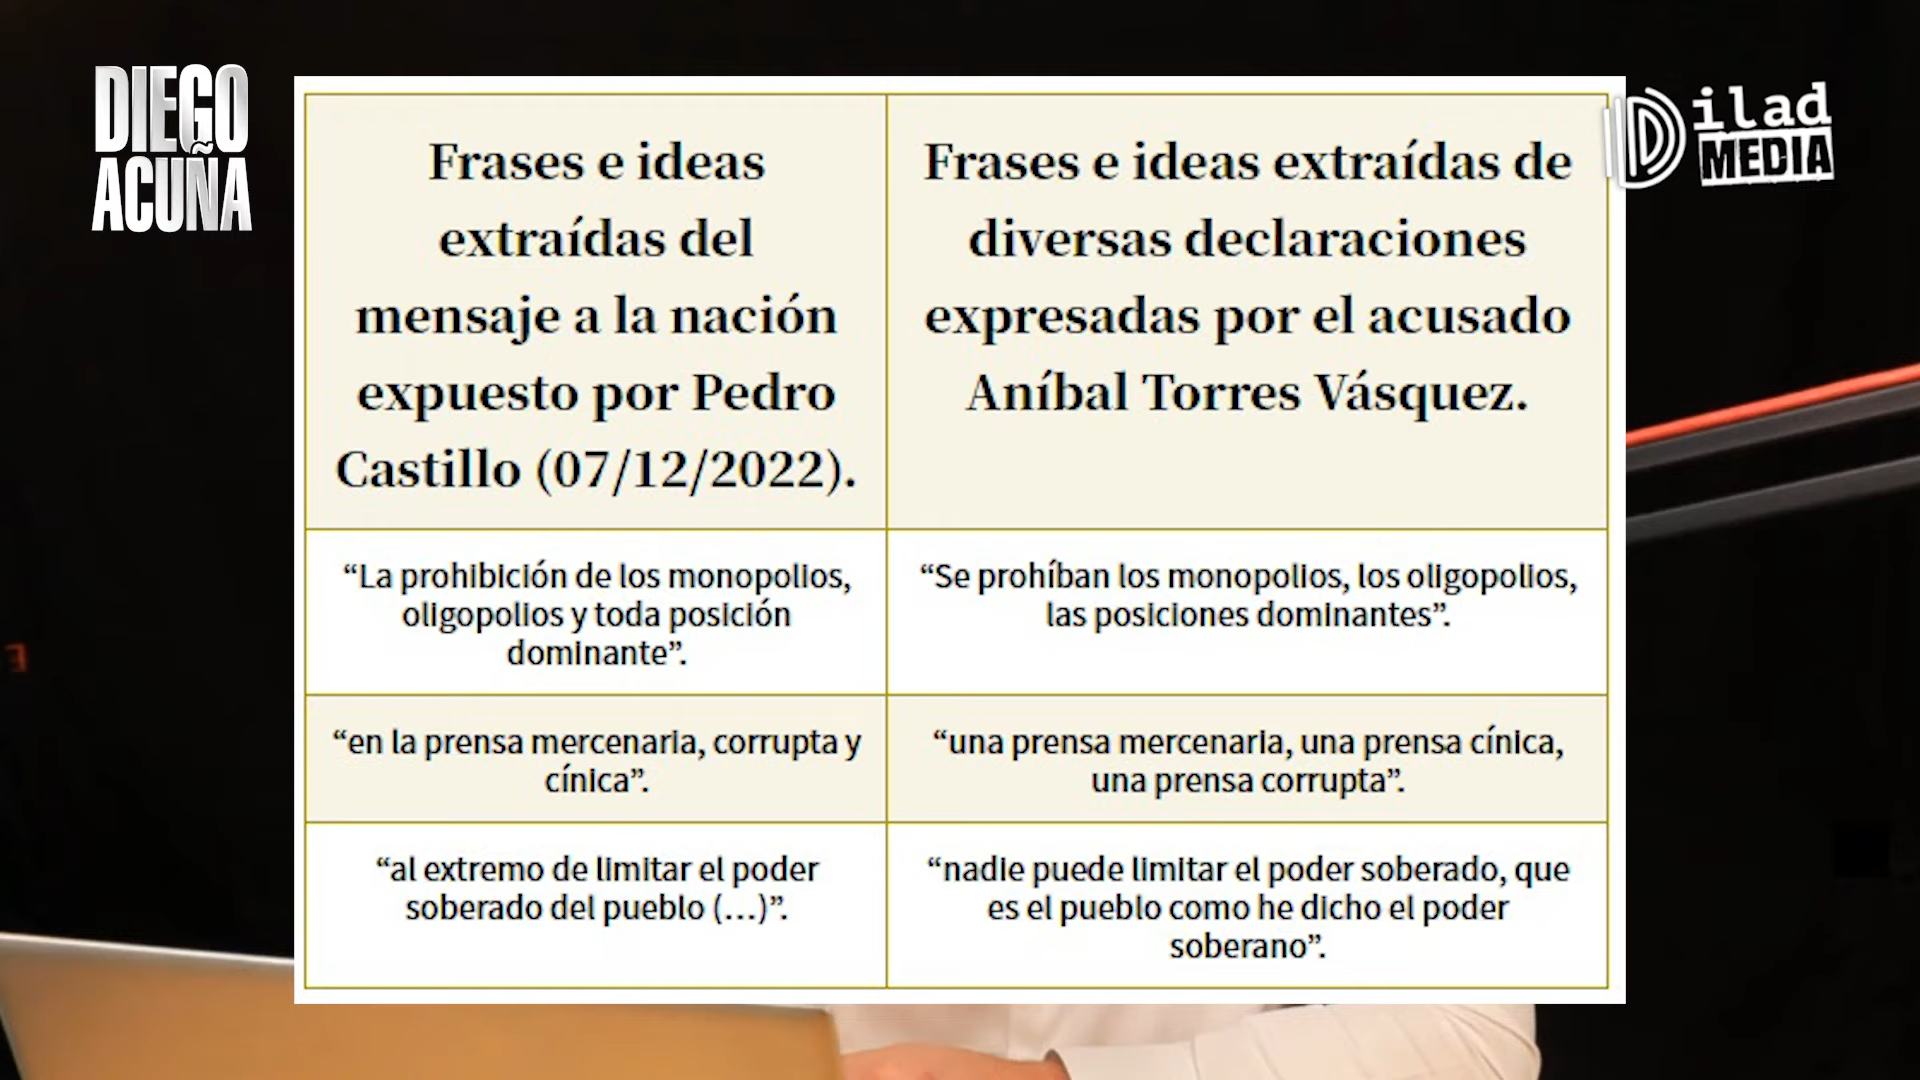 DIEGO
ACUÑA
ilad
MEDIA
Frases e ideas
extraídas del
mensaje a la nación
expuesto por Pedro
Castillo (07/12/2022).
Frases e ideas extraídas de
diversas declaraciones
expresadas por el acusado
Aníbal Torres Vásquez.
“La prohibición de los monopolios,
oligopolios y toda posición
dominante”.
“Se prohíban los monopolios, los oligopolios,
las posiciones dominantes”.
“en la prensa mercenaria, corrupta y
cínica”.
“una prensa mercenaria, una prensa cínica,
una prensa corrupta”.
“al extremo de limitar el poder
soberado del pueblo (…)”.
“nadie puede limitar el poder soberado, que
es el pueblo como he dicho el poder
soberano”.